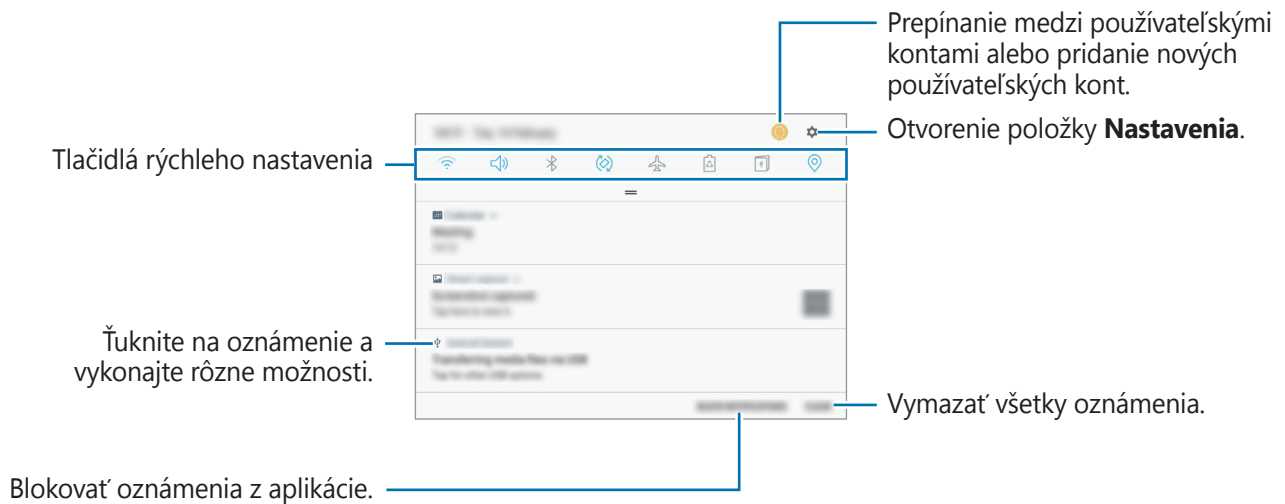 Prepínanie medzi používateľskými
kontami alebo pridanie nových
používateľských kont.
Otvorenie položky Nastavenia.
Tlačidlá rýchleho nastavenia
Ťuknite na oznámenie a
vykonajte rôzne možnosti.
Vymazať všetky oznámenia.
Blokovať oznámenia z aplikácie.